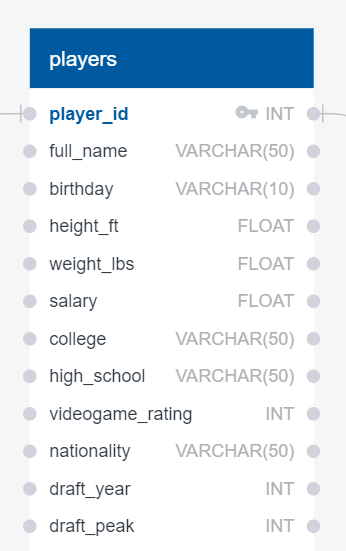 players
player_id INT
full_name VARCHAR(50)
birthday VARCHAR(10)
height_ft FLOAT
weight_lbs FLOAT
salary FLOAT
college VARCHAR(50)
high_school VARCHAR(50)
videogame_rating INT
nationality VARCHAR(50)
draft_year INT
draft_peak INT